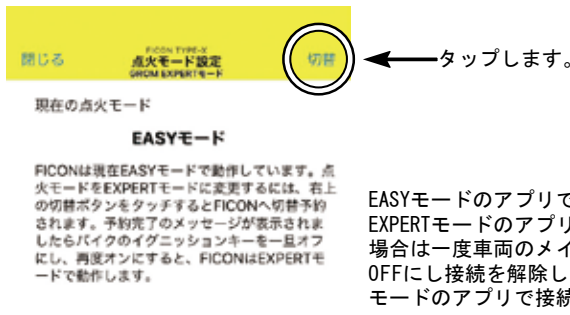 FICON TYPE-X
閉じる 点火モード設定 切替 タップします。
GROM EXPERTモード
現在の点火モード
EASYモード
FICONは現在EASYモードで動作しています。点
火モードをEXPERTモードに変更するには、右上
の切替ボタンをタッチするとFICONへ切替予約
されます。予約完了のメッセージが表示されま
したらバイクのイグニッションキーを一旦オフ
にし、再度オンにすると、FICONはEXPERTモ
ードで動作します。
EASYモードのアプリで
EXPERTモードのアプリ
場合は一度車両のメイ
OFFにし接続を解除し
モードのアプリで接続